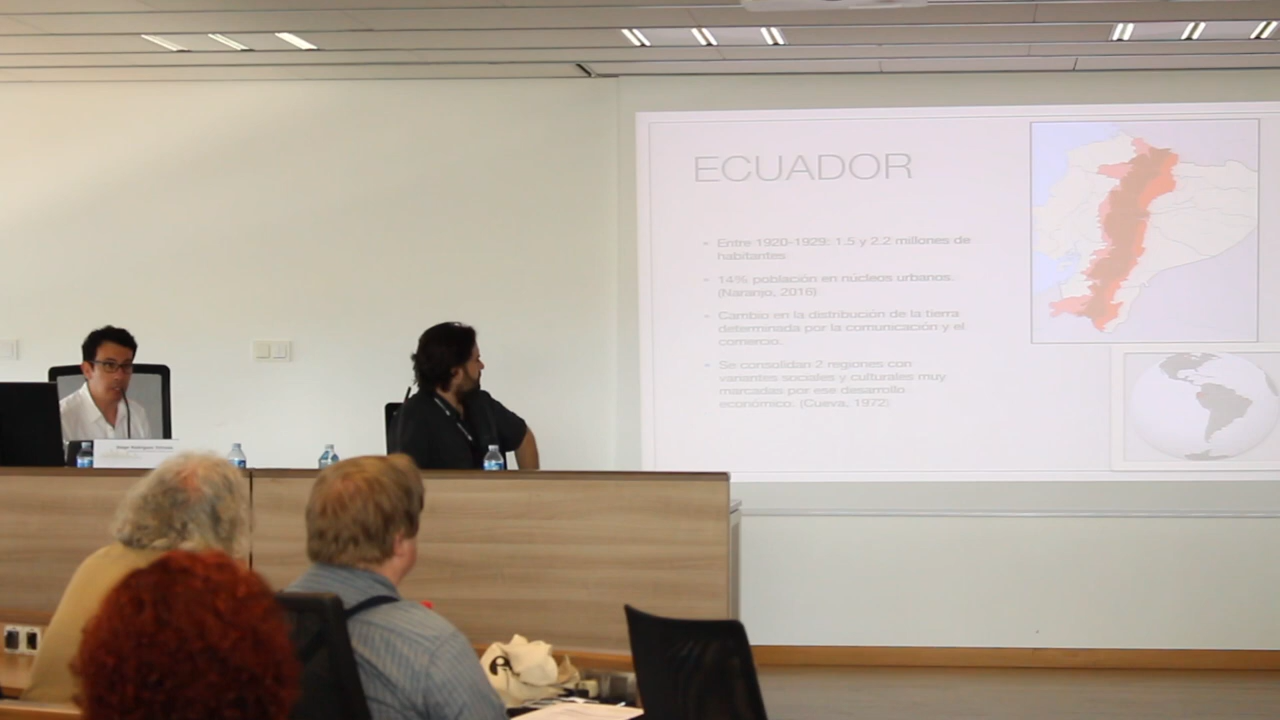 ECUADOR
• Entre 1920-1929: 1.5 y 2.2 millones de
habitantes
• 14% población en núcleos urbanos.
(Naranjo, 2016)
• Cambio en la distribución de la tierra
determinada por la comunicación y el
comercio.
• Se consolidan 2 regiones con
variantes sociales y culturales muy
marcadas por ese desarrollo
económico. (Cueva, 1972)